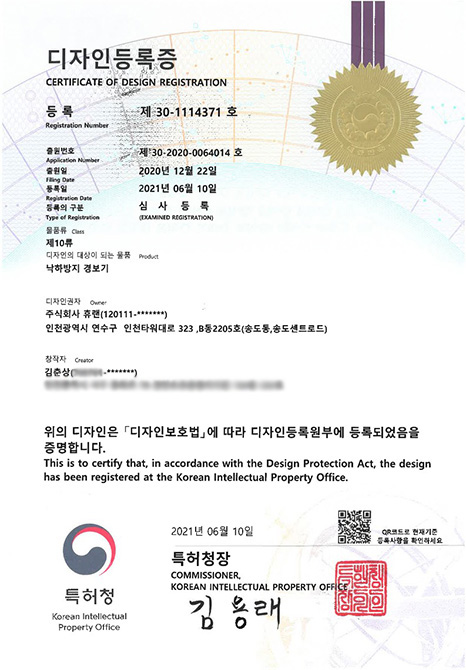 디자인등록증
CERTIFICATE OF DESIGN REGISTRATION
등 록 제 30-1114371 호
Registration Number
출원번호 제 30-2020-0064014 호
Application Number
출원일 2020년 12월 22일
Filing Date
등록일 2021년 06월 10일
Registration Date
등록의 구분 심 사 등 록
Type of Registration (EXAMINED REGISTRATION)
물품류 Class
제10류
디자인의 대상이 되는 물품 Product
낙하방지 경보기
디자인권자 Owner
주식회사 휴랜(120111-*******)
인천광역시 연수구 인천타워대로 323 ,B동2205호(송도동,송도센트로드)
창작자 Creator
김춘상( -*******)
위의 디자인은 「디자인보호법」에 따라 디자인등록원부에 등록되었음을
증명합니다.
This is to certify that, in accordance with the Design Protection Act, the design
has been registered at the Korean Intellectual Property Office.
2021년 06월 10일
QR코드로 현재기준
등록사항을 확인하세요
특허청장
COMMISSIONER,
KOREAN INTELLECTUAL PROPERTY OFFICE
김용래
특허청
Korean Intellectual
Property Office